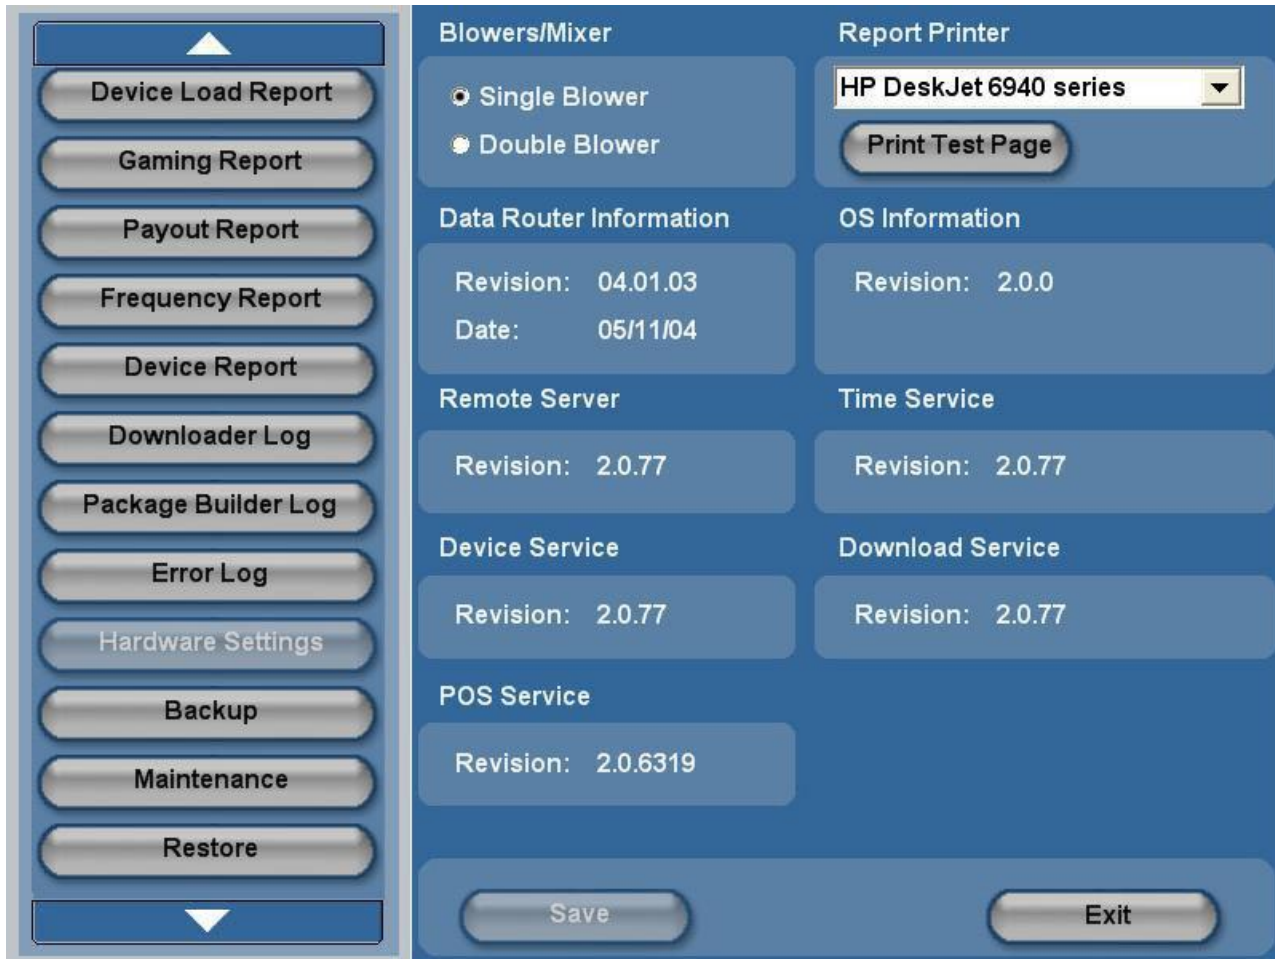 Device Load Report
Gaming Report
Payout Report
Frequency Report
Device Report
Downloader Log
Package Builder Log
Error Log
Hardware Settings
Backup
Maintenance
Restore
Blowers/Mixer
Single Blower
Double Blower
Report Printer
HP DeskJet 6940 series
Print Test Page
Data Router Information
Revision: 04.01.03
Date: 05/11/04
OS Information
Revision: 2.0.0
Remote Server
Revision: 2.0.77
Time Service
Revision: 2.0.77
Device Service
Revision: 2.0.77
Download Service
Revision: 2.0.77
POS Service
Revision: 2.0.6319
Save
Exit